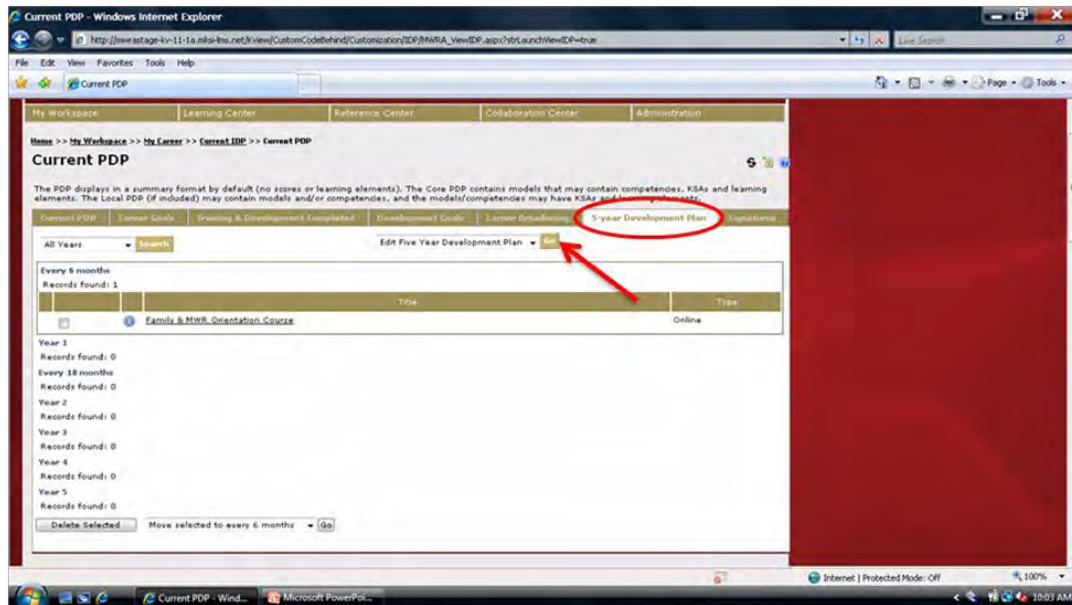 Current PDP - Windows Internet Explorer
Live Search
File Edit View Favorites Tools Help
Current PDP
Page Tools
My Workspace Learning Center Reference Center Collaboration Center Administration
Home >> My Workspace >> My Career >> Current IDP >> Current PDP
Current PDP
The PDP displays in a summary format by default (no scores or learning elements). The Core PDP contains models that may contain competencies, KSAs and learning
elements. The Local PDP (if included) may contain models and/or competencies, and the models/competencies may have KSAs and learning elements.
Current PDP Career Goals Training & Development Completed Development Goals Career Broadening 5-year Development Plan Signatures
All Years Search Edit Five Year Development Plan Go
Every 6 months
Records found: 1
Title Type
Family & MWR Orientation Course Online
Year 1
Records found: 0
Every 18 months
Records found: 0
Year 2
Records found: 0
Year 3
Records found: 0
Year 4
Records found: 0
Year 5
Records found: 0
Delete Selected Move selected to every 6 months Go
Internet | Protected Mode: Off 100%
Current PDP - Wind... Microsoft PowerPoi... 10:03 AM